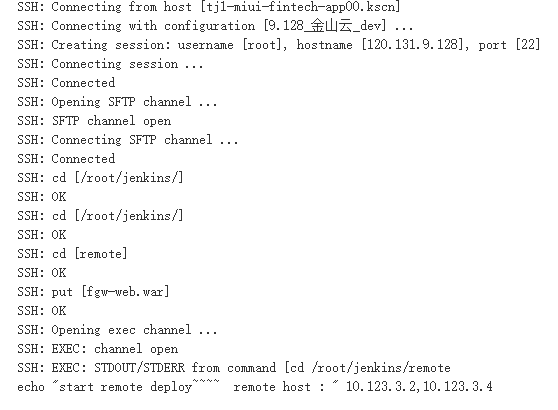 SSH: Connecting from host [tj1-miui-fintech-app00.kscn]
SSH: Connecting with configuration [9.128_金山云_dev] ...
SSH: Creating session: username [root], hostname [120.131.9.128], port [22]
SSH: Connecting session ...
SSH: Connected
SSH: Opening SFTP channel ...
SSH: SFTP channel open
SSH: Connecting SFTP channel ...
SSH: Connected
SSH: cd [/root/jenkins/]
SSH: OK
SSH: cd [/root/jenkins/]
SSH: OK
SSH: cd [remote]
SSH: OK
SSH: put [fgw-web.war]
SSH: OK
SSH: Opening exec channel ...
SSH: EXEC: channel open
SSH: EXEC: STDOUT/STDERR from command [cd /root/jenkins/remote
echo "start remote deploy~~~~  remote host : " 10.123.3.2,10.123.3.4